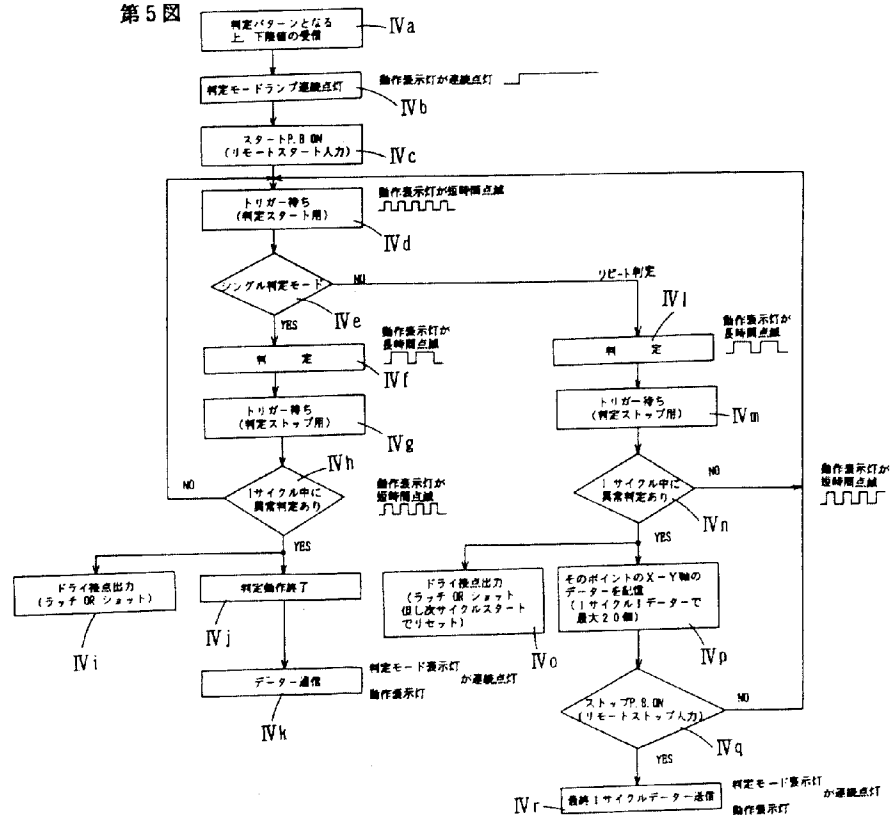 第5図
判定パターンとなる
上、下限値の受信
Ⅳa
判定モードランプ連続点灯
Ⅳb
動作表示灯が連続点灯
スタートP.B ON
(リモートスタート入力)
Ⅳc
トリガー待ち
(判定スタート用)
Ⅳd
動作表示灯が短時間点滅
シングル判定モード
Ⅳe
NO
リピート判定
YES
判 定
Ⅳf
動作表示灯が
長時間点滅
トリガー待ち
(判定ストップ用)
Ⅳg
1サイクル中に
異常判定あり
Ⅳh
NO
動作表示灯が
短時間点滅
YES
ドライ接点出力
(ラッチ OR ショット)
Ⅳi
判定動作終了
Ⅳj
データー通信
Ⅳk
判定モード表示灯
動作表示灯
が連続点灯
判 定
Ⅳl
動作表示灯が
長時間点滅
トリガー待ち
(判定ストップ用)
Ⅳm
1サイクル中に
異常判定あり
Ⅳn
NO
動作表示灯が
短時間点滅
YES
ドライ接点出力
(ラッチ OR ショット
但し次サイクルスタート
でリセット)
Ⅳo
そのポイントのX-Y軸の
データーを記信
(1サイクル1データーで
最大20個)
Ⅳp
ストップP.B.ON
(リモートストップ入力)
Ⅳq
NO
YES
最終1サイクルデーター送信
Ⅳr
判定モード表示灯
動作表示灯
が連続点灯